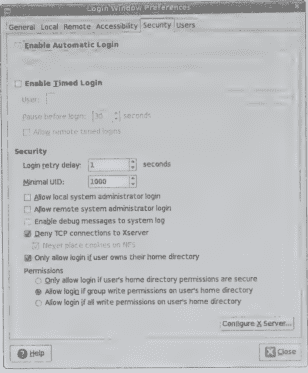 Login Window Preferences
General Local Remote Accessibility Security Users
Enable Automatic Login
Enable Timed Login
User:
Pause before login: 30 seconds
Allow remote timed logins
Security
Login retry delay: 1 seconds
Minimal UID: 1000
Allow local system administrator login
Allow remote system administrator login
Enable debug messages to system log
Deny TCP connections to Xserver
Never place cookies on NFS
Only allow login if user owns their home directory
Permissions
Only allow login if user's home directory permissions are secure
Allow login if group write permissions on user's home directory
Allow login if all write permissions on user's home directory
Configure X Server...
Help
Close